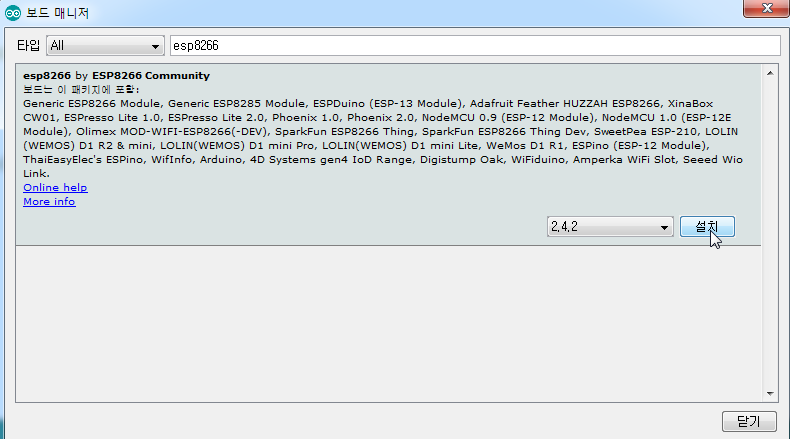 보드 매니저
타입 All esp8266
esp8266 by ESP8266 Community
보드는 이 패키지에 포함:
Generic ESP8266 Module, Generic ESP8285 Module, ESPDuino (ESP-13 Module), Adafruit Feather HUZZAH ESP8266, XinaBox
CW01, ESPresso Lite 1.0, ESPresso Lite 2.0, Phoenix 1.0, Phoenix 2.0, NodeMCU 0.9 (ESP-12 Module), NodeMCU 1.0 (ESP-12E
Module), Olimex MOD-WIFI-ESP8266(-DEV), SparkFun ESP8266 Thing, SparkFun ESP8266 Thing Dev, SweetPea ESP-210, LOLIN
(WEMOS) D1 R2 & mini, LOLIN(WEMOS) D1 mini Pro, LOLIN(WEMOS) D1 mini Lite, WeMos D1 R1, ESPino (ESP-12 Module),
ThaiEasyElec's ESPino, WifInfo, Arduino, 4D Systems gen4 IoD Range, Digistump Oak, WiFiduino, Amperka WiFi Slot, Seeed Wio
Link.
Online help
More info
2.4.2 설치
닫기